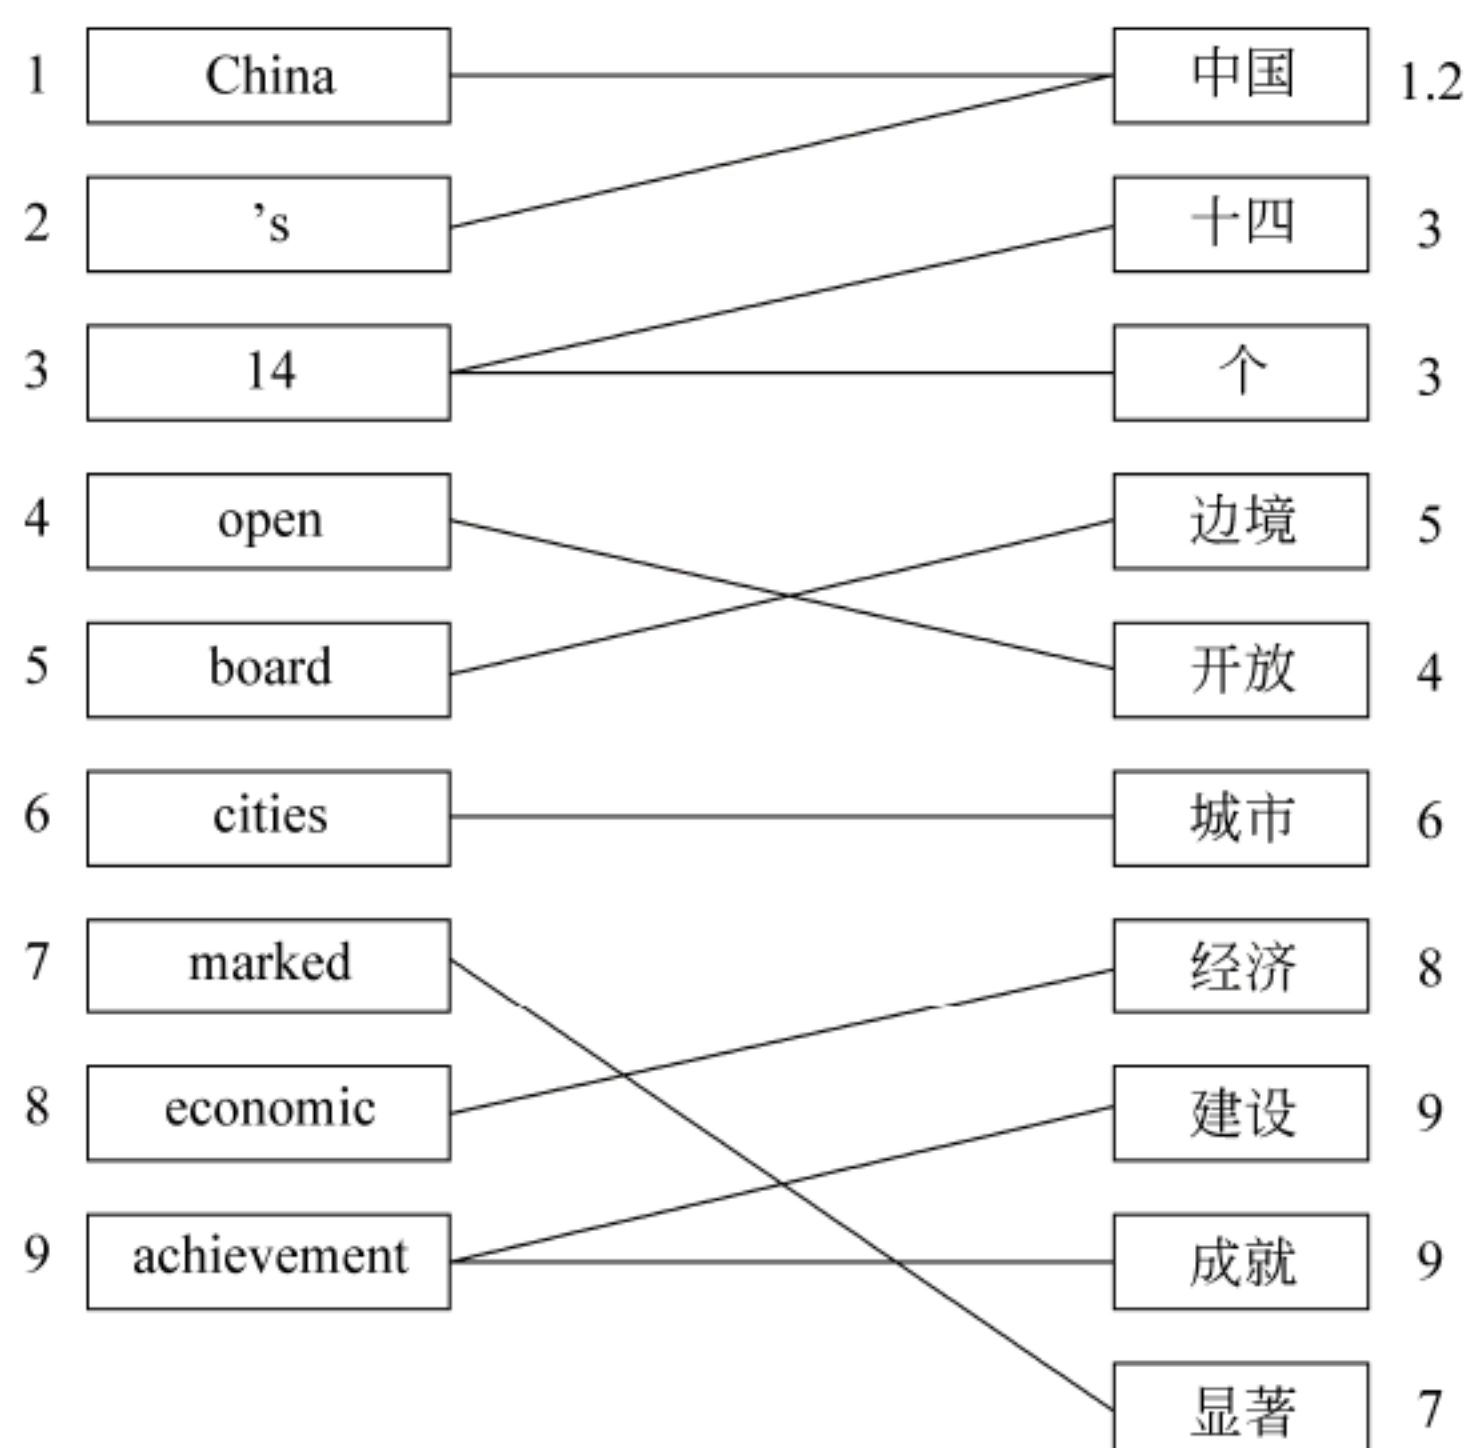 1 China 中国 1.2
2 's 十四 3
3 14 个 3
4 open 边境 5
5 board 开放 4
6 cities 城市 6
7 marked 经济 8
8 economic 建设 9
9 achievement 成就 9
显著 7